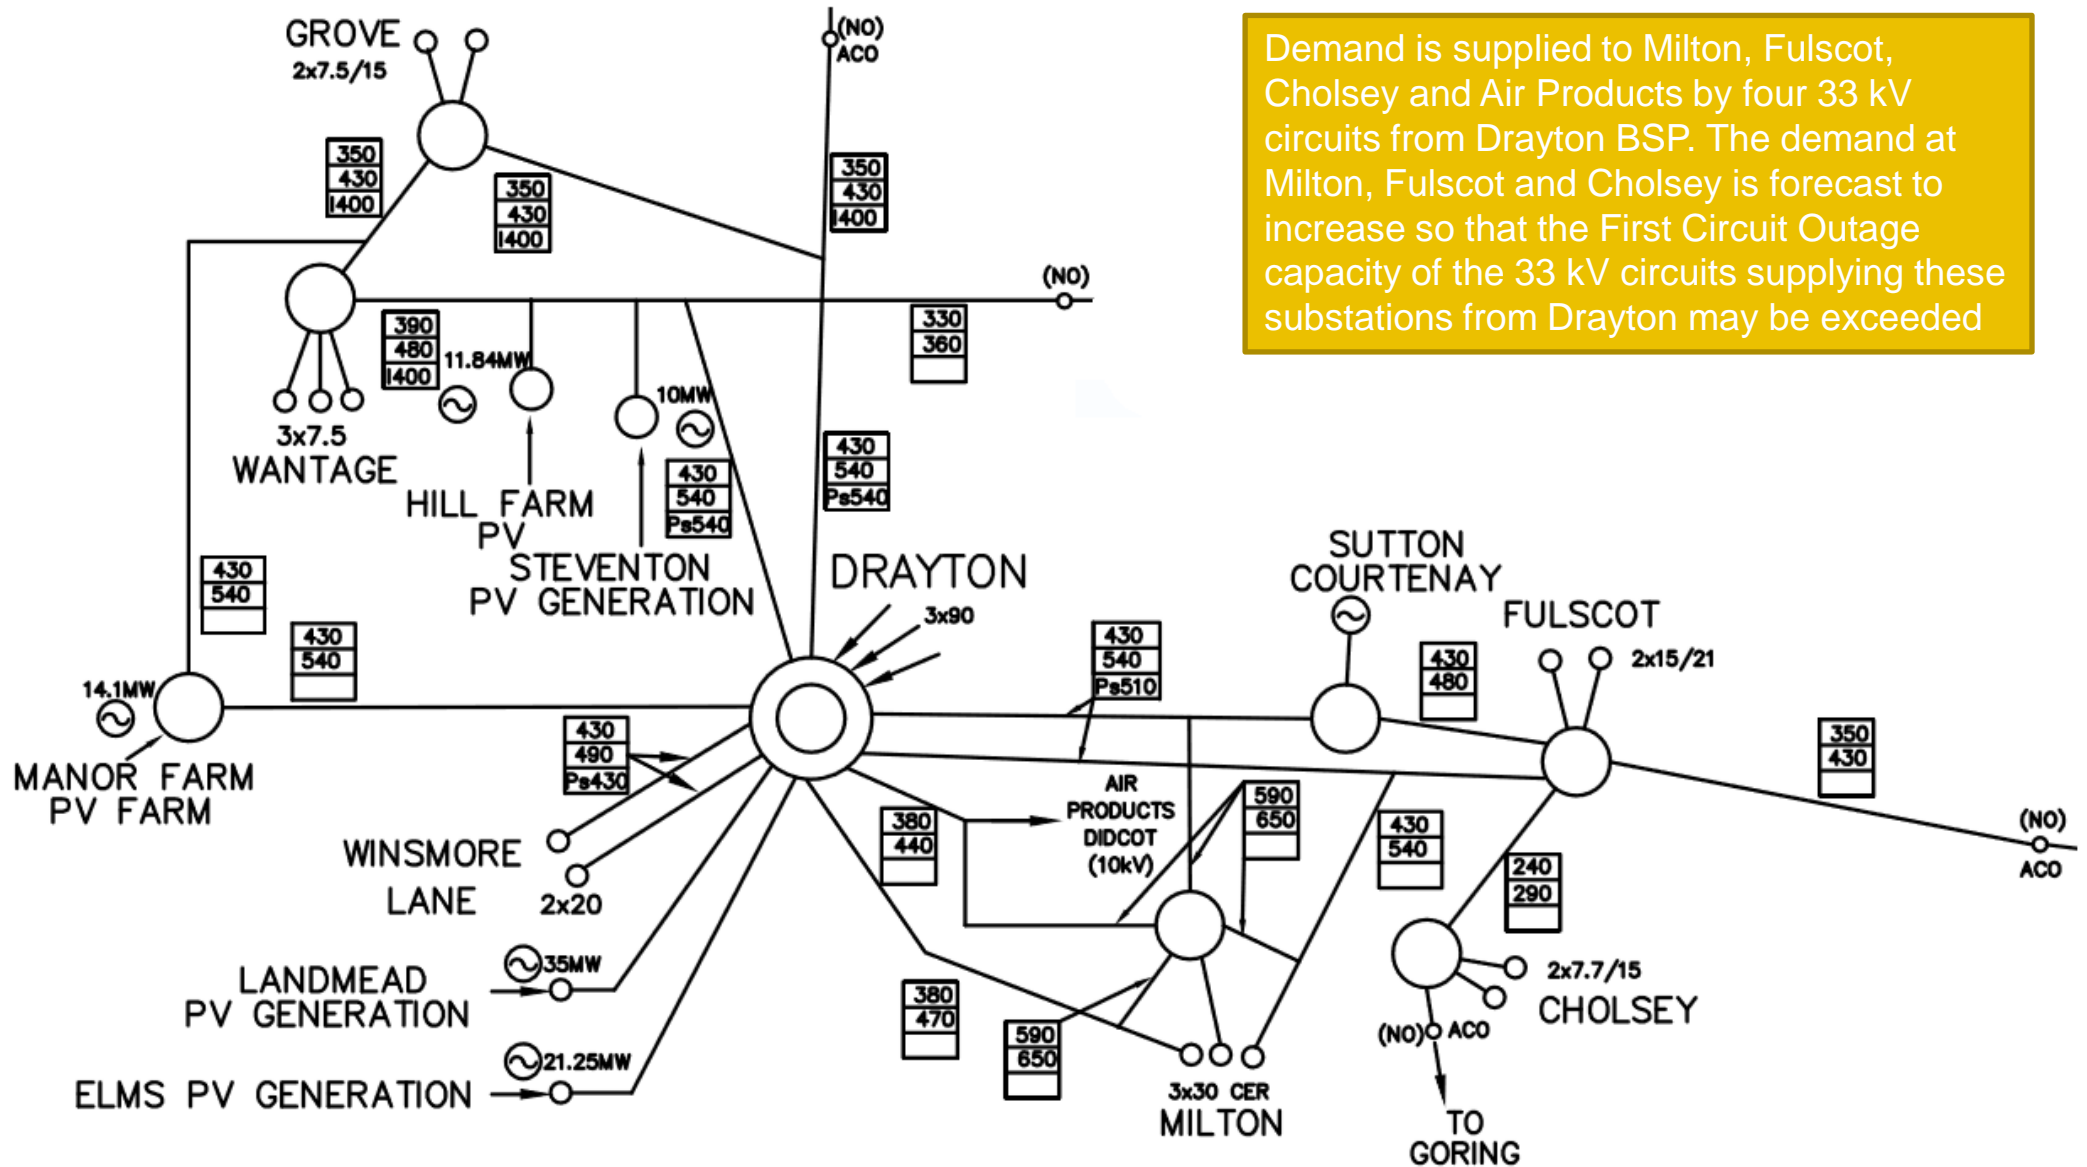 GROVE
2x7.5/15
(NO)
ACO
Demand is supplied to Milton, Fulscot,
Cholsey and Air Products by four 33 kV
circuits from Drayton BSP. The demand at
Milton, Fulscot and Cholsey is forecast to
increase so that the First Circuit Outage
capacity of the 33 kV circuits supplying these
substations from Drayton may be exceeded
350
430
I400
350
430
I400
350
430
I400
(NO)
390
480
I400
11.84MW
10MW
330
360
3x7.5
WANTAGE
HILL FARM
PV
STEVENTON
PV GENERATION
430
540
Ps540
430
540
Ps540
DRAYTON
3x90
SUTTON
COURTENAY
FULSCOT
2x15/21
430
540
430
540
14.1MW
MANOR FARM
PV FARM
430
490
Ps430
430
540
Ps510
430
480
350
430
(NO)
ACO
WINSMORE
LANE
2x20
380
440
AIR
PRODUCTS
DIDCOT
(10kV)
590
650
430
540
240
290
35MW
LANDMEAD
PV GENERATION
21.25MW
ELMS PV GENERATION
380
470
590
650
3x30 CER
MILTON
2x7.7/15
CHOLSEY
(NO)
ACO
TO
GORING